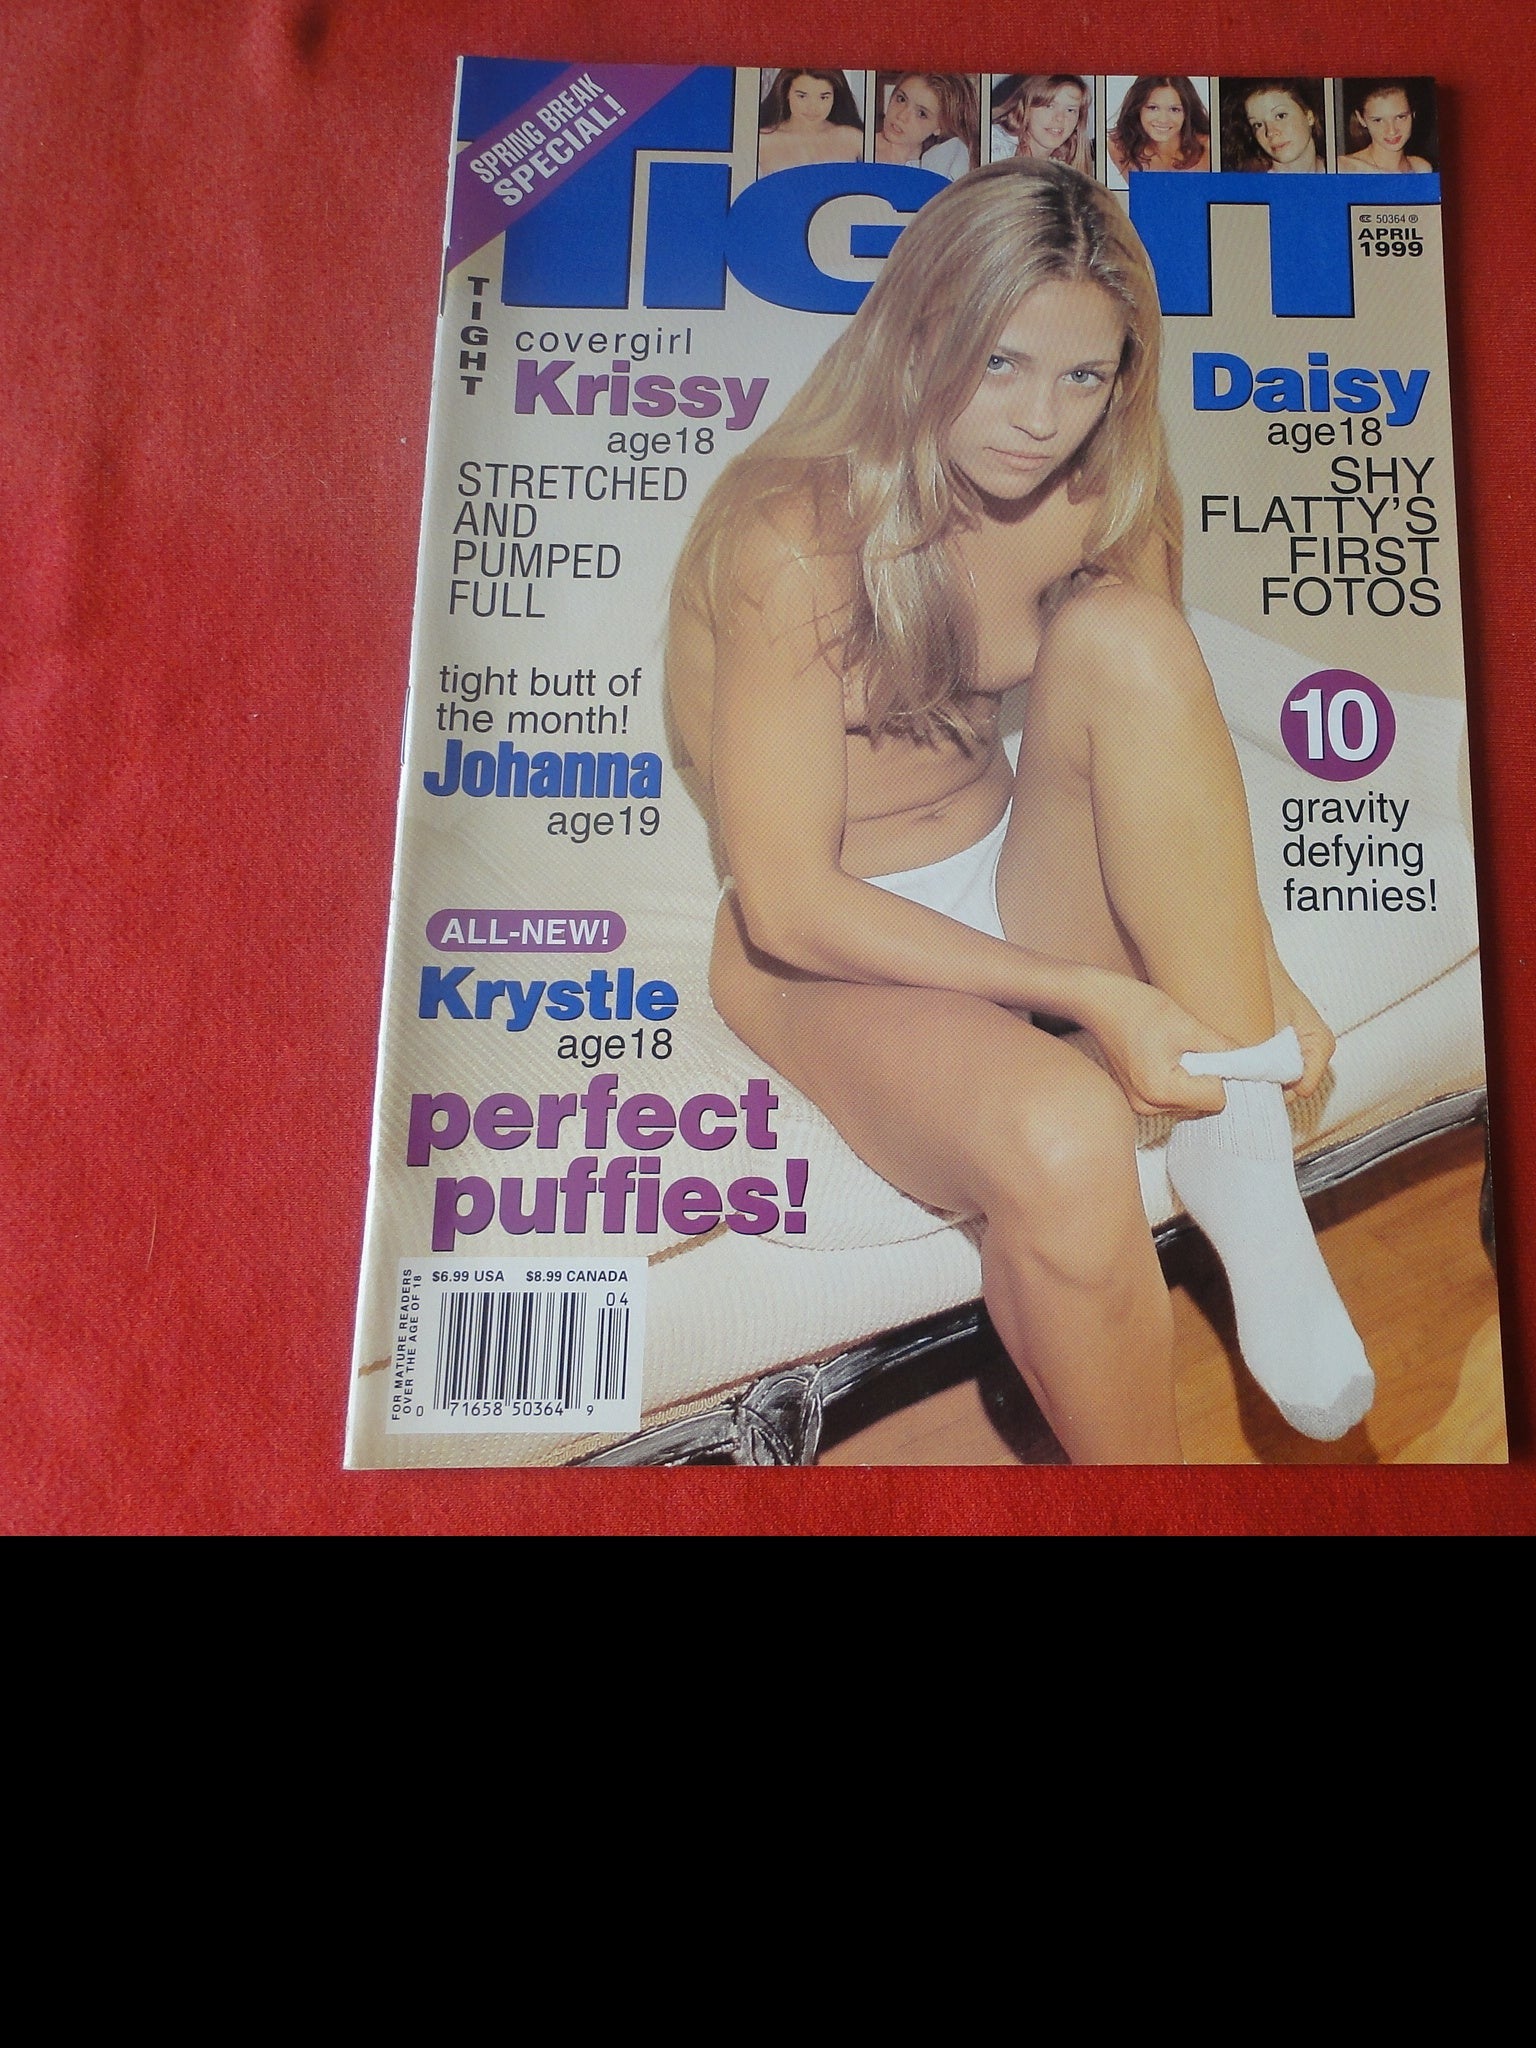 SPRING BREAK
SPECIAL!
TIGHT
50364
APRIL
1999
TIGHT
covergirl
Krissy
age18
STRETCHED
AND
PUMPED
FULL
tight butt of
the month!
Johanna
age19
ALL-NEW!
Krystle
age18
perfect
puffies!
Daisy
age18
SHY
FLATTY'S
FIRST
FOTOS
10
gravity
defying
fannies!
FOR MATURE READERS
OVER THE AGE OF 18
$6.99 USA $8.99 CANADA
04
0 71658 50364 9